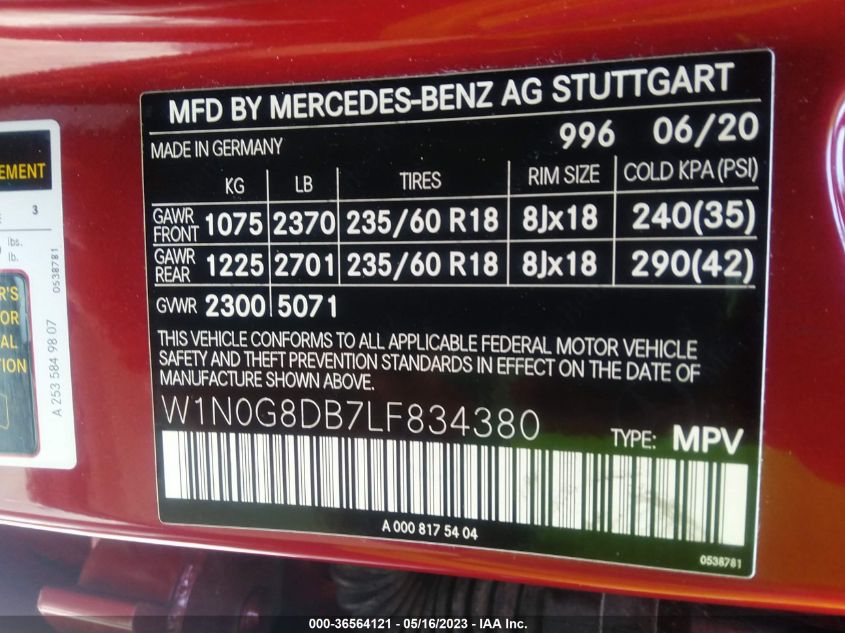 MFD BY MERCEDES-BENZ AG STUTTGART
MADE IN GERMANY 996 06/20
KG LB TIRES RIM SIZE COLD KPA (PSI)
GAWR FRONT 1075 2370 235/60 R18 8Jx18 240(35)
GAWR REAR 1225 2701 235/60 R18 8Jx18 290(42)
GVWR 2300 5071
THIS VEHICLE CONFORMS TO ALL APPLICABLE FEDERAL MOTOR VEHICLE
SAFETY AND THEFT PREVENTION STANDARDS IN EFFECT ON THE DATE OF
MANUFACTURE SHOWN ABOVE.
W1N0G8DB7LF834380
TYPE: MPV
A 000 817 54 04
0538781
EMENT
3
lbs.
lb.
R'S
OR
AL
TION
0538781
A 253 584 98 07
000-36564121 - 05/16/2023 - IAA Inc.